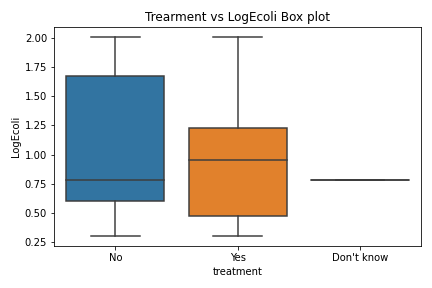 Trearment vs LogEcoli Box plot
2.00
1.75
1.50
1.25
1.00
0.75
0.50
0.25
LogEcoli
No Yes Don't know
treatment